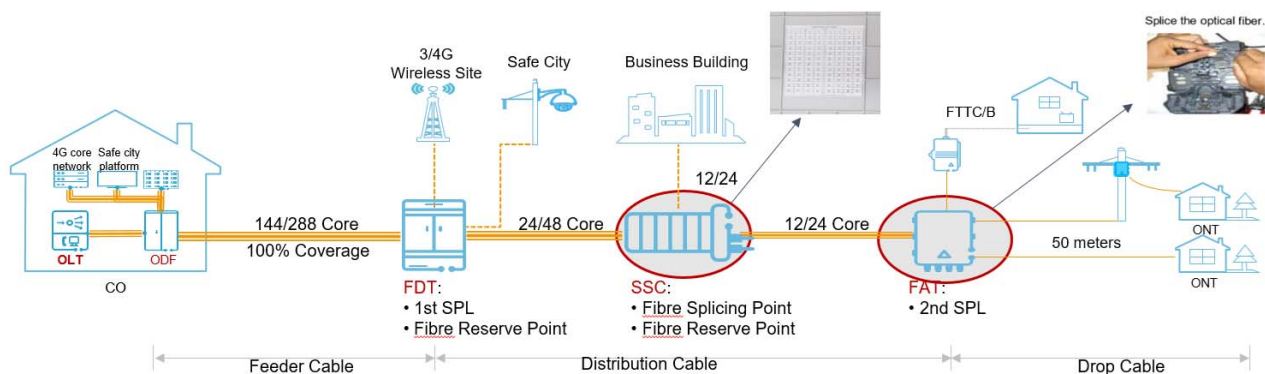 Splice the optical fiber.
3/4G
Wireless Site
Safe City
Business Building
FTTC/B
4G core
network
Safe city
platform
12/24
144/288 Core
24/48 Core
12/24 Core
50 meters
100% Coverage
OLT
ODF
ONT
ONT
CO
FDT:
• 1st SPL
• Fibre Reserve Point
SSC:
• Fibre Splicing Point
• Fibre Reserve Point
FAT:
• 2nd SPL
Feeder Cable
Distribution Cable
Drop Cable